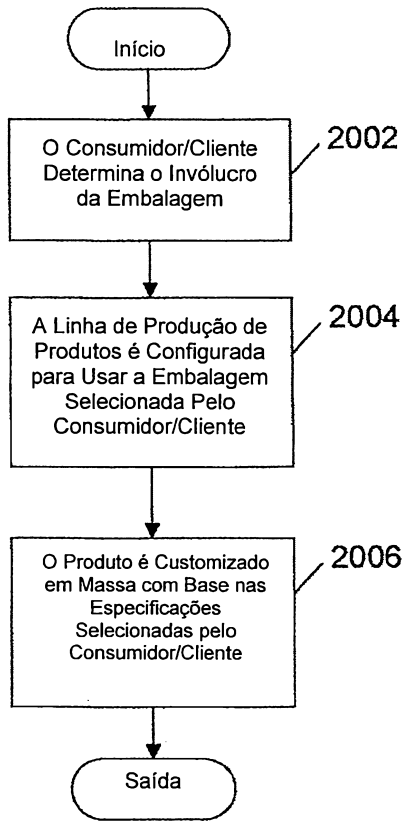 Início
O Consumidor/Cliente
Determina o Invólucro
da Embalagem
2002
A Linha de Produção de
Produtos é Configurada
para Usar a Embalagem
Selecionada Pelo
Consumidor/Cliente
2004
O Produto é Customizado
em Massa com Base nas
Especificações
Selecionadas pelo
Consumidor/Cliente
2006
Saída